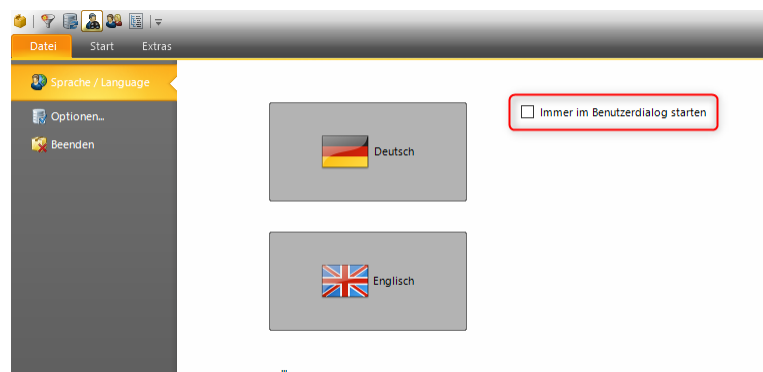 Datei Start Extras
Sprache / Language
Immer im Benutzerdialog starten
Optionen...
Deutsch
Beenden
Englisch